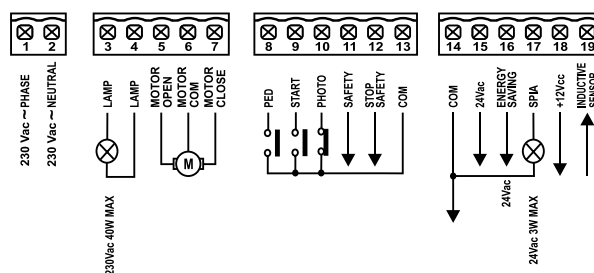 1 2
3 4 5 6 7
8 9 10 11 12 13
14 15 16 17 18 19
230 Vac ~ PHASE
230 Vac ~ NEUTRAL
LAMP
LAMP
MOTOR
OPEN
MOTOR
COM
MOTOR
CLOSE
M
230Vac 40W MAX
PED
START
PHOTO
SAFETY
STOP
SAFETY
COM
COM
24Vac
ENERGY
SAVING
24Vac
SPIA
24Vac 3W MAX
+12Vcc
INDUCTIVE
SENSOR